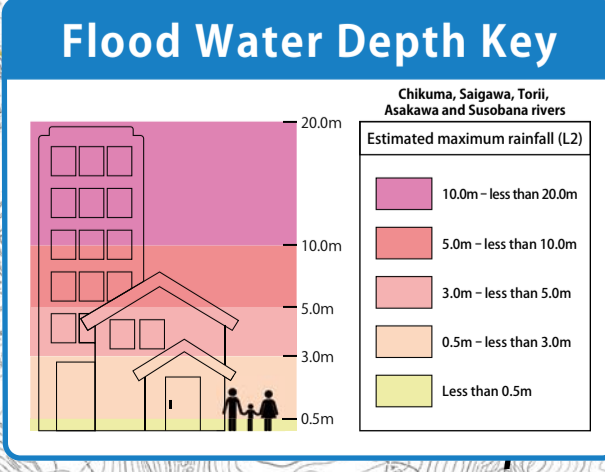 Flood Water Depth Key
20.0m
10.0m
5.0m
3.0m
0.5m
Chikuma, Saigawa, Torii,
Asakawa and Susobana rivers
Estimated maximum rainfall (L2)
10.0m – less than 20.0m
5.0m – less than 10.0m
3.0m – less than 5.0m
0.5m – less than 3.0m
Less than 0.5m